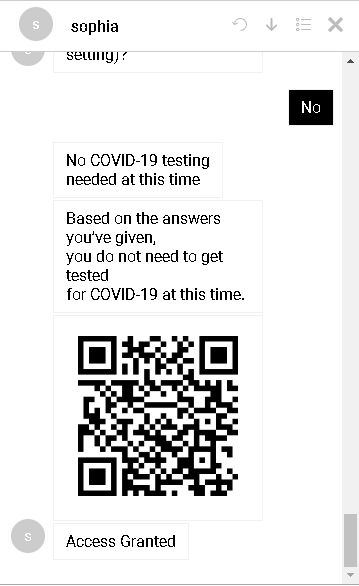 s
sophia
s
setting)?
No
No COVID-19 testing
needed at this time
Based on the answers
you've given,
you do not need to get
tested
for COVID-19 at this time.
s
Access Granted